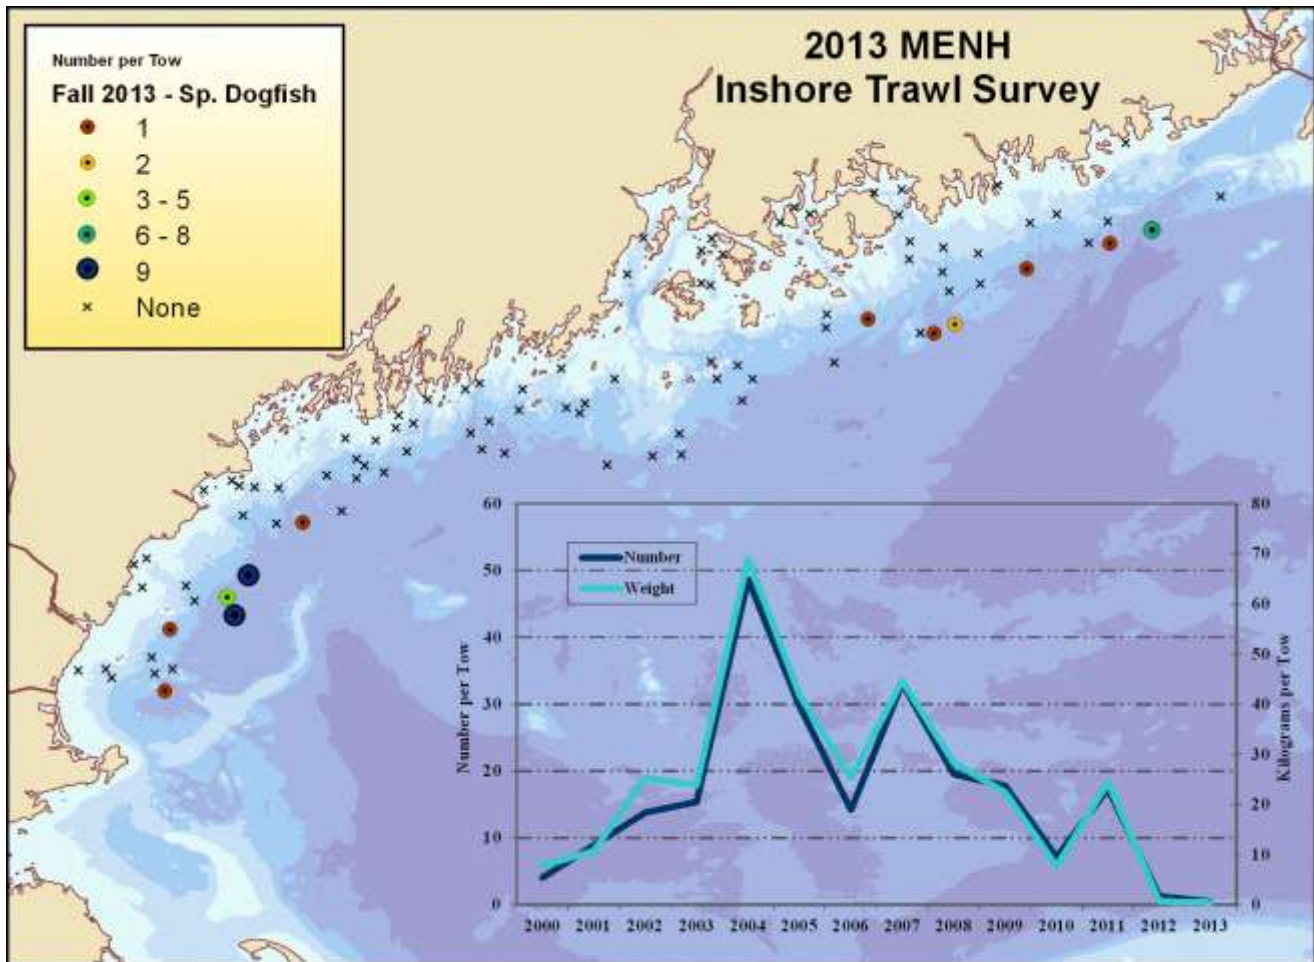 Number per Tow
Fall 2013 - Sp. Dogfish
1
2
3 - 5
6 - 8
9
None
2013 MENH
Inshore Trawl Survey
60
50
40
30
20
10
0
Number per Tow
Number
Weight
80
70
60
50
40
30
20
10
0
Kilograms per Tow
2000 2001 2002 2003 2004 2005 2006 2007 2008 2009 2010 2011 2012 2013